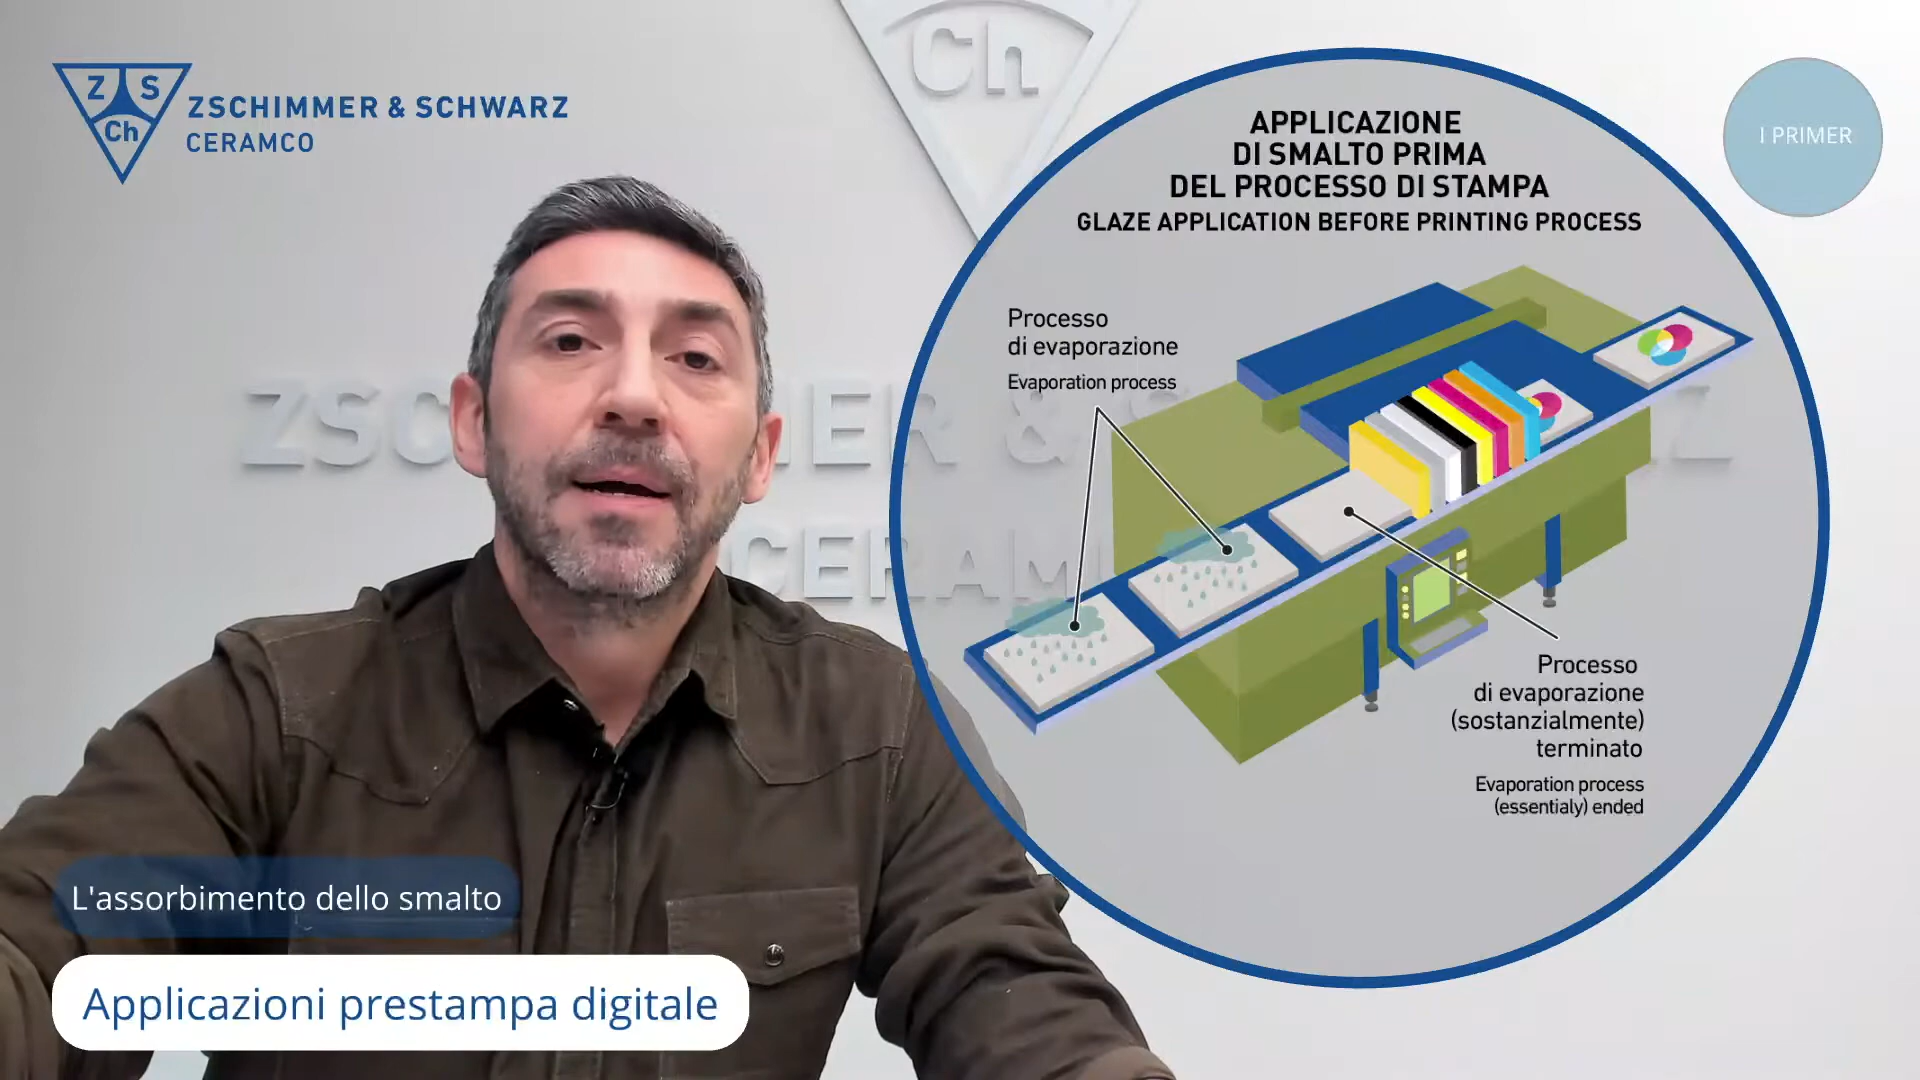 Z S
Ch
ZSCHIMMER & SCHWARZ
CERAMCO
Ch
APPLICAZIONE
DI SMALTO PRIMA
DEL PROCESSO DI STAMPA
GLAZE APPLICATION BEFORE PRINTING PROCESS
I PRIMER
Processo
di evaporazione
Evaporation process
Processo
di evaporazione
(sostanzialmente)
terminato
Evaporation process
(essentialy) ended
L'assorbimento dello smalto
Applicazioni prestampa digitale